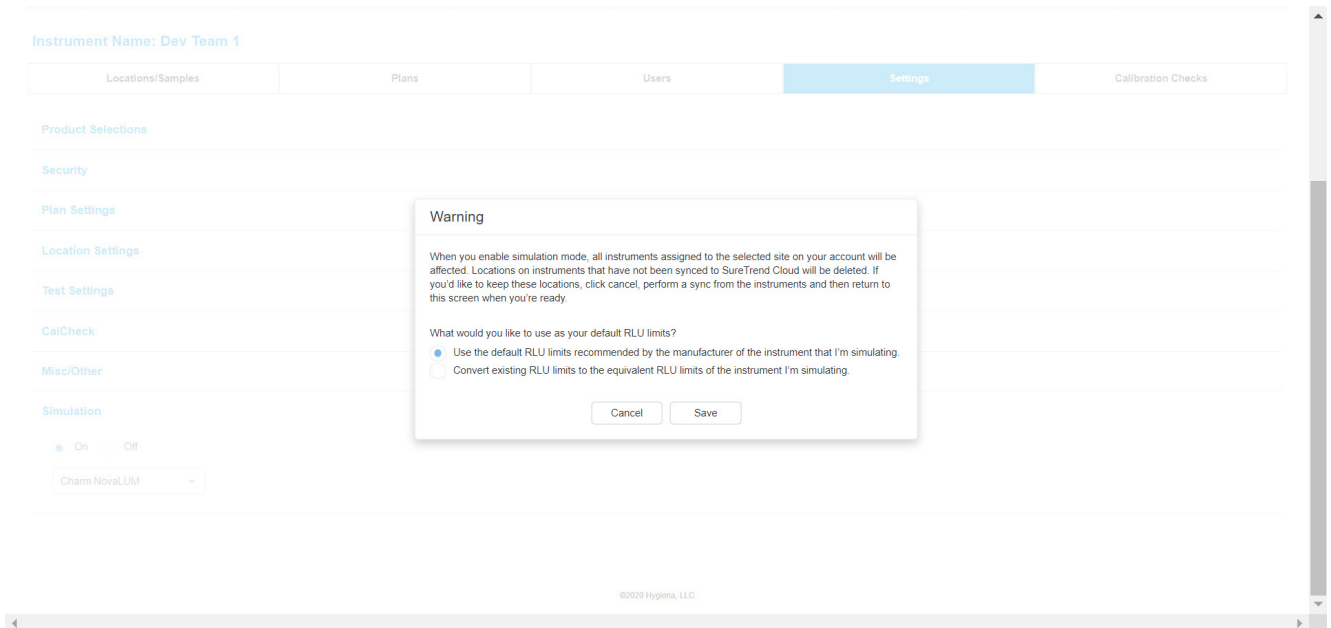 Instrument Name: Dev Team 1
Locations/Samples
Plans
Users
Settings
Calibration Checks
Product Selections
Security
Plan Settings
Location Settings
Test Settings
CalCheck
Misc/Other
Simulation
On
Off
Charm NovaLUM
Warning
When you enable simulation mode, all instruments assigned to the selected site on your account will be
affected. Locations on instruments that have not been synced to SureTrend Cloud will be deleted. If
you'd like to keep these locations, click cancel, perform a sync from the instruments and then return to
this screen when you're ready.
What would you like to use as your default RLU limits?
Use the default RLU limits recommended by the manufacturer of the instrument that I'm simulating.
Convert existing RLU limits to the equivalent RLU limits of the instrument I'm simulating.
Cancel
Save
©2020 Hygiena, LLC